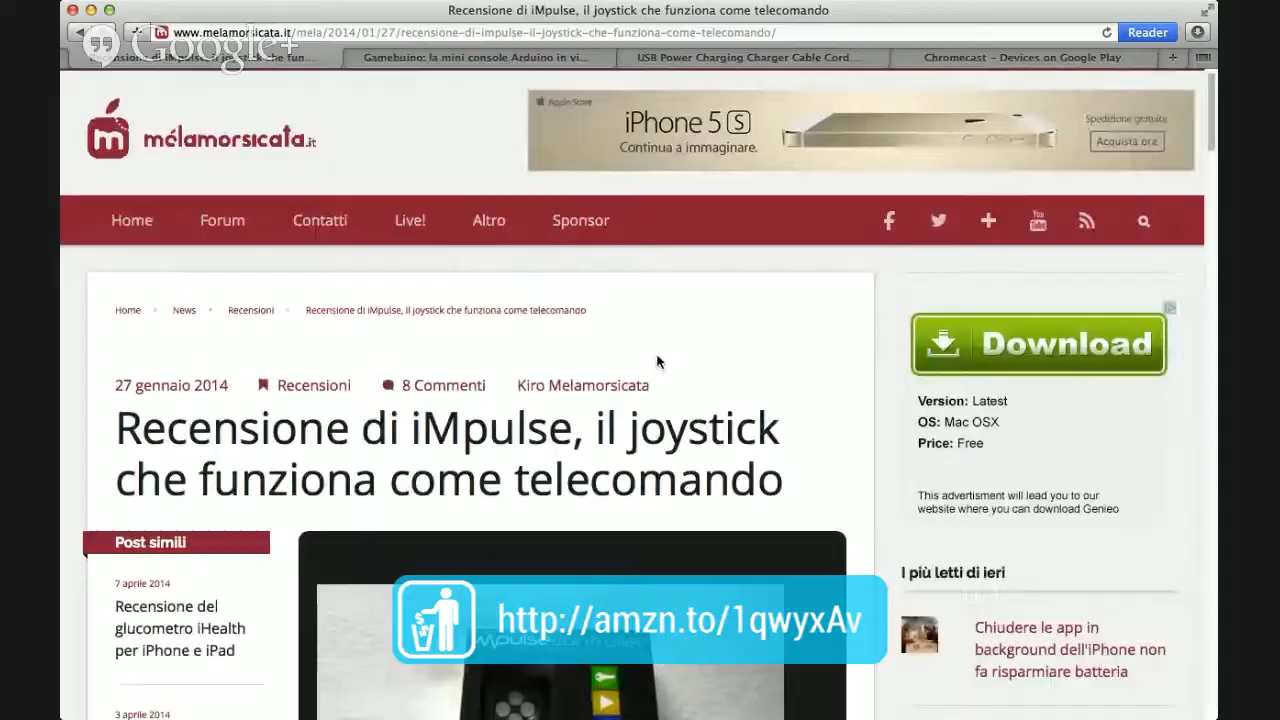 Recensione di iMpulse, il joystick che funziona come telecomando
www.melamorsicata.it/mela/2014/01/27/recensione-di-impulse-il-joystick-che-funziona-come-telecomando/
Reader
Google+
Gamebuino: la mini console Arduino in vi...
USB Power Charging Charger Cable Cord...
Chromecast – Devices on Google Play
mélamorsicata.it
Apple Store
iPhone 5 S
Continua a immaginare.
Spedizione gratuita
Acquista ora
Home
Forum
Contatti
Live!
Altro
Sponsor
You
Tube
Home
News
Recensioni
Recensione di iMpulse, il joystick che funziona come telecomando
27 gennaio 2014
Recensioni
8 Commenti
Kiro Melamorsicata
Recensione di iMpulse, il joystick
che funziona come telecomando
Post simili
7 aprile 2014
Recensione del
glucometro iHealth
per iPhone e iPad
3 aprile 2014
http://amzn.to/1qwyxAv
Download
Version: Latest
OS: Mac OSX
Price: Free
This advertisment will lead you to our
website where you can download Genieo
I più letti di ieri
Chiudere le app in
background dell'iPhone non
fa risparmiare batteria